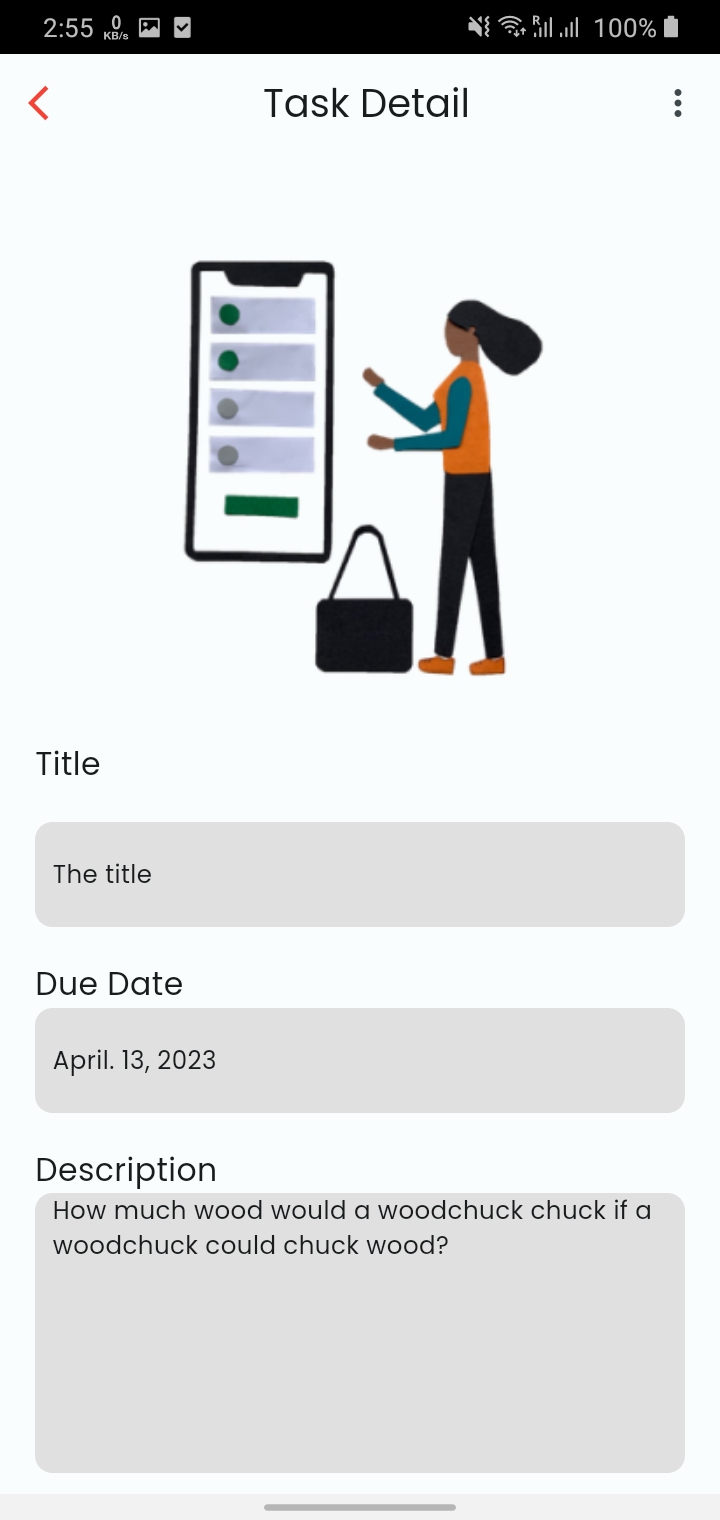 2:55 0 KB/s R 100%
Task Detail
Title
The title
Due Date
April. 13, 2023
Description
How much wood would a woodchuck chuck if a
woodchuck could chuck wood?